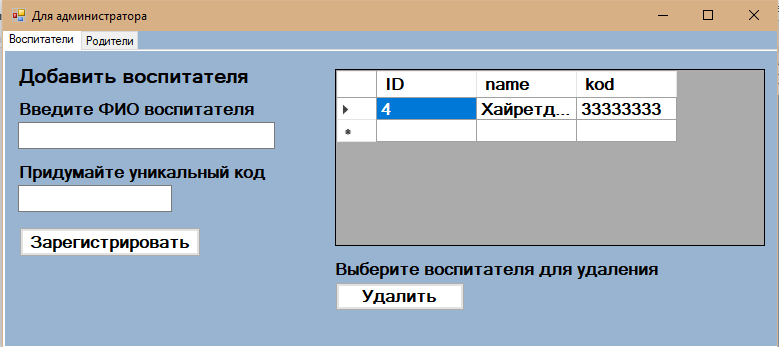 Для администратора
Воспитатели Родители
Добавить воспитателя
Введите ФИО воспитателя
Придумайте уникальный код
Зарегистрировать
ID name kod
4 Хайретд... 33333333
Выберите воспитателя для удаления
Удалить